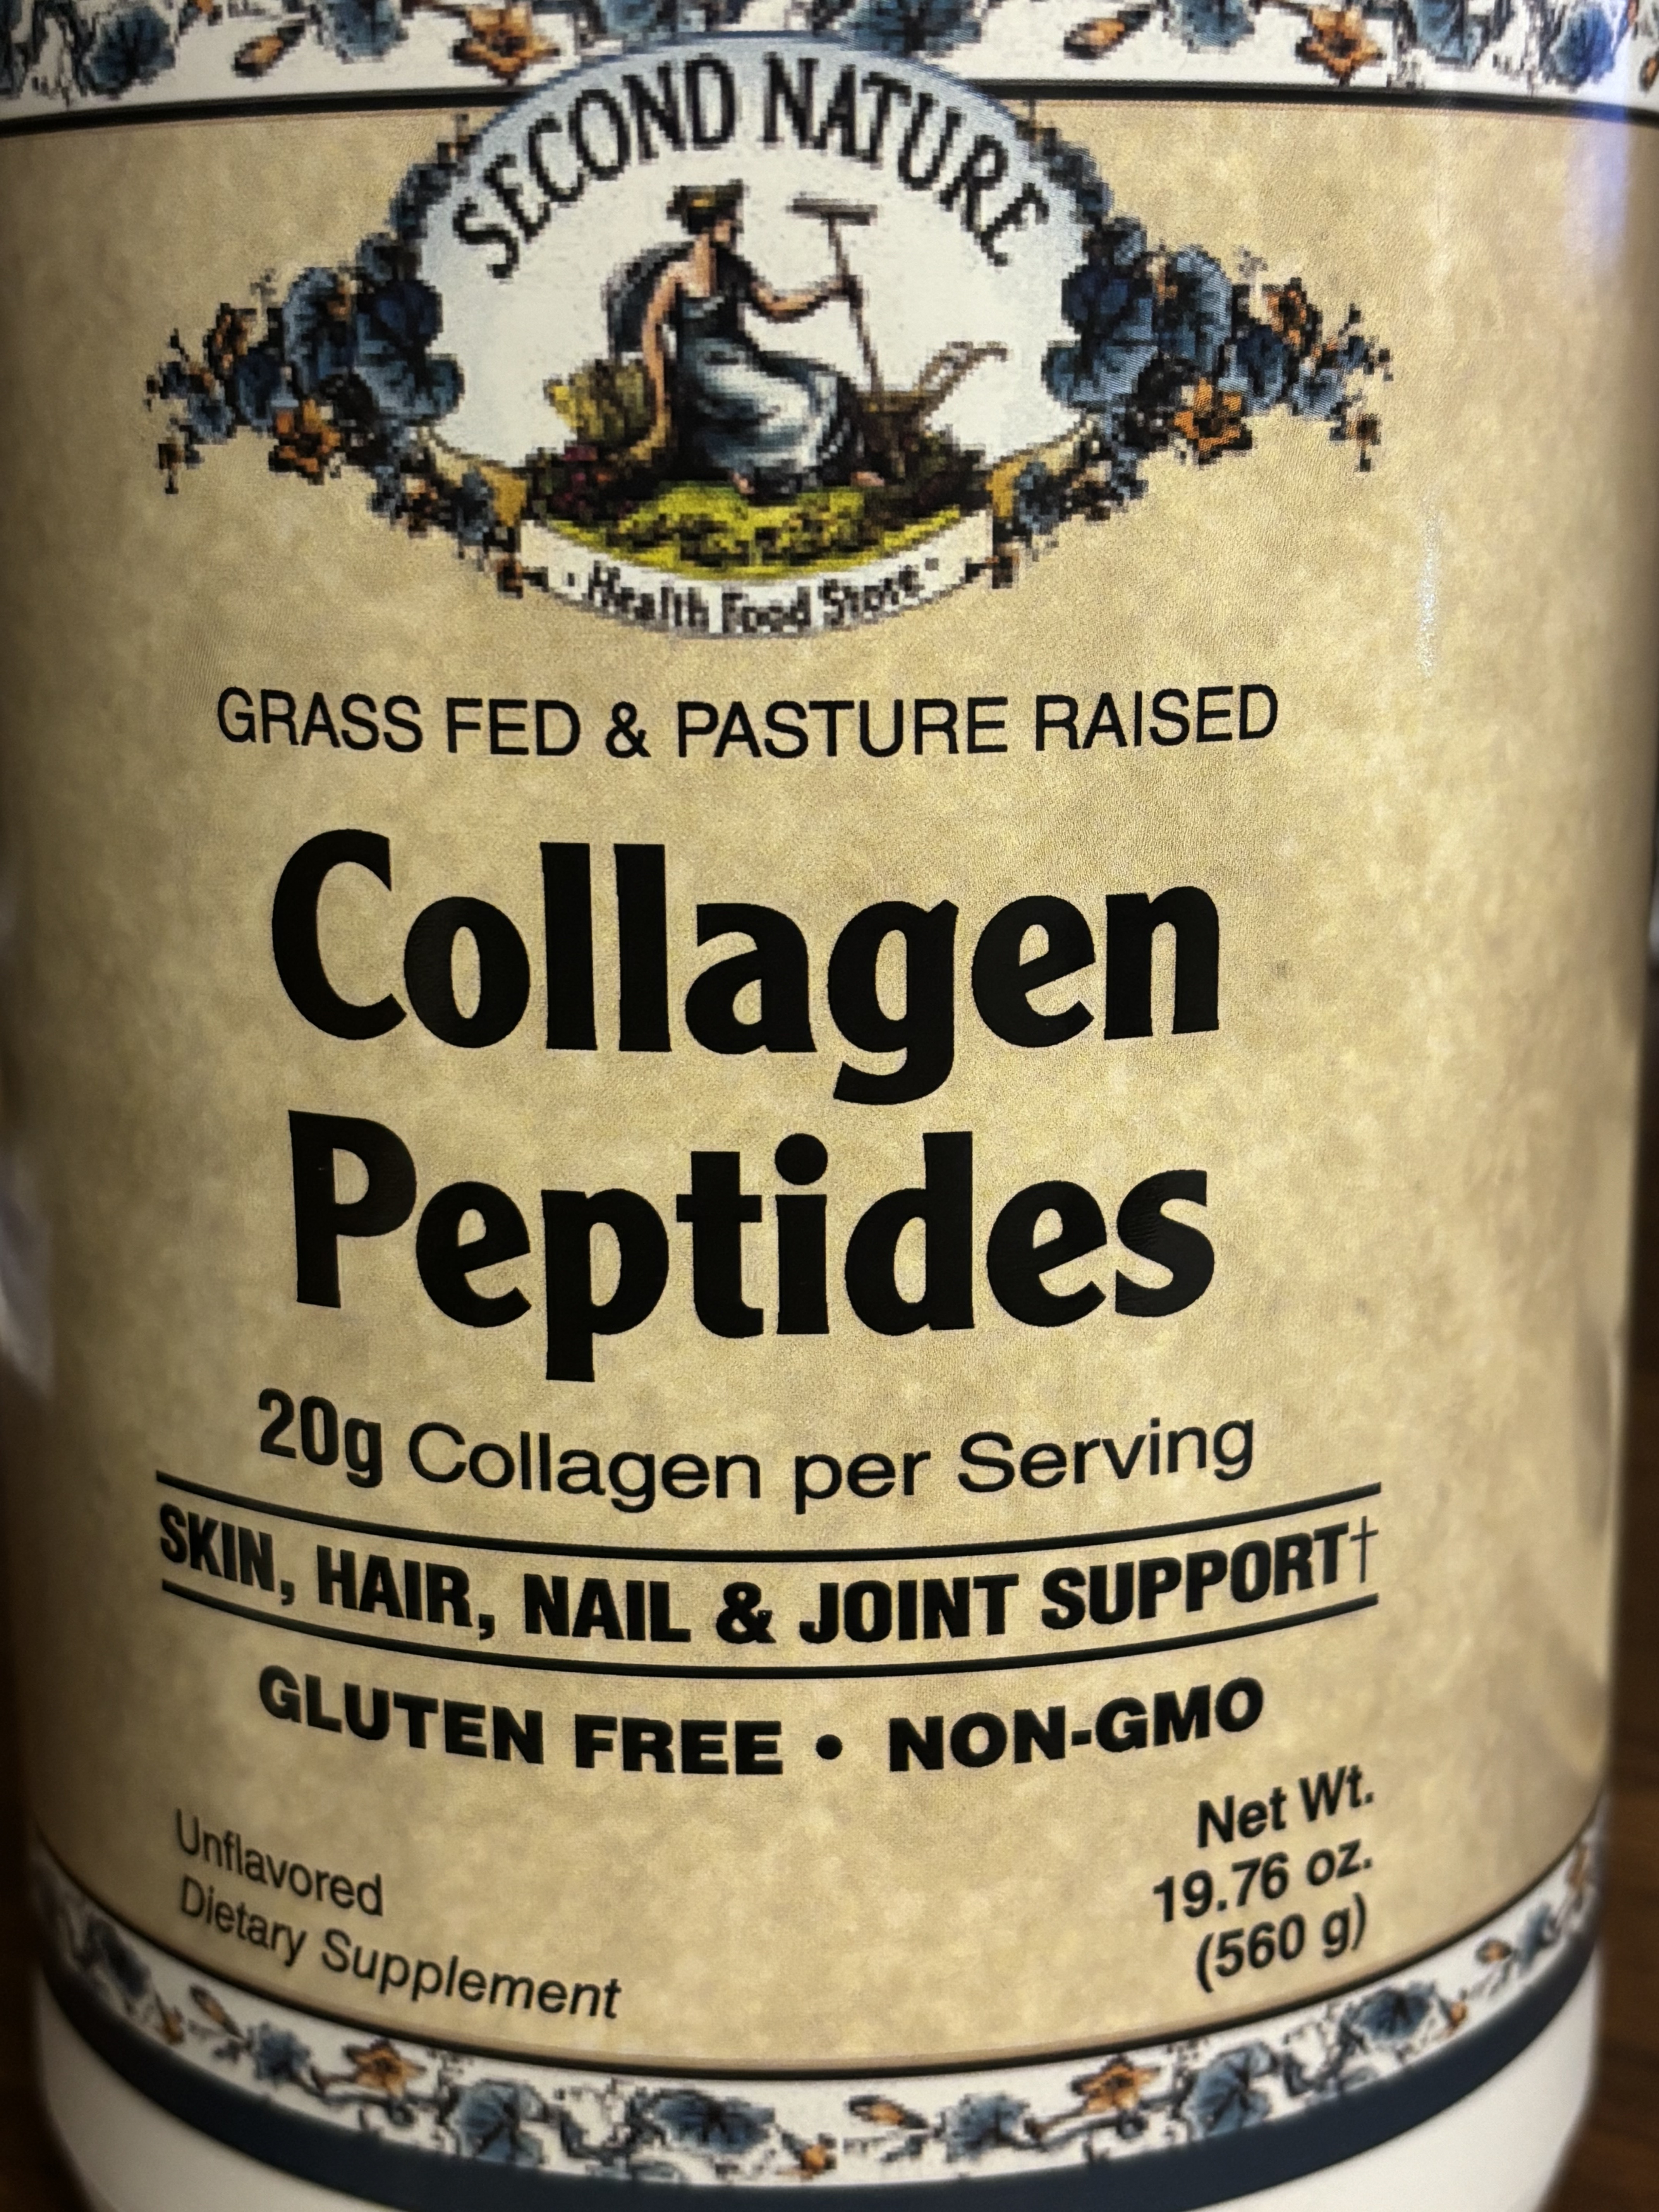 SECOND NATURE
• Health Food Store •
GRASS FED & PASTURE RAISED
Collagen
Peptides
20g Collagen per Serving
SKIN, HAIR, NAIL & JOINT SUPPORT†
GLUTEN FREE • NON-GMO
Unflavored
Dietary Supplement
Net Wt.
19.76 oz.
(560 g)